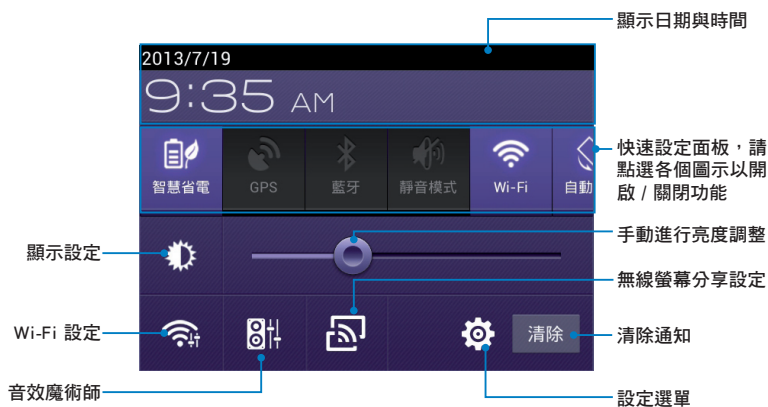 顯示日期與時間
2013/7/19
9:35 AM
快速設定面板，請
點選各個圖示以開
啟 / 關閉功能
智慧省電
GPS
藍牙
靜音模式
Wi-Fi
自動
手動進行亮度調整
顯示設定
無線螢幕分享設定
Wi-Fi 設定
清除
清除通知
音效魔術師
設定選單